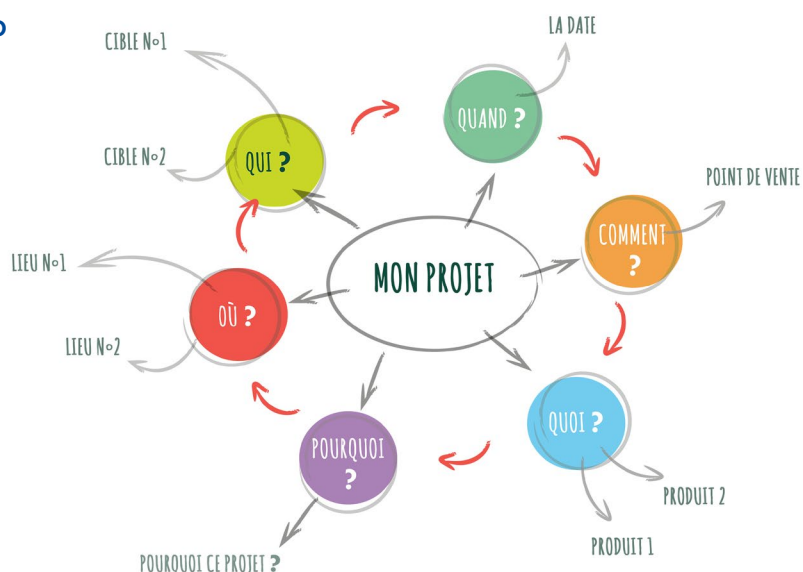 LA DATE
CIBLE N°1
QUAND ?
CIBLE N°2
QUI ?
POINT DE VENTE
COMMENT
?
LIEU N°1
MON PROJET
OÙ ?
LIEU N°2
QUOI ?
POURQUOI
?
PRODUIT 2
PRODUIT 1
POURQUOI CE PROJET ?